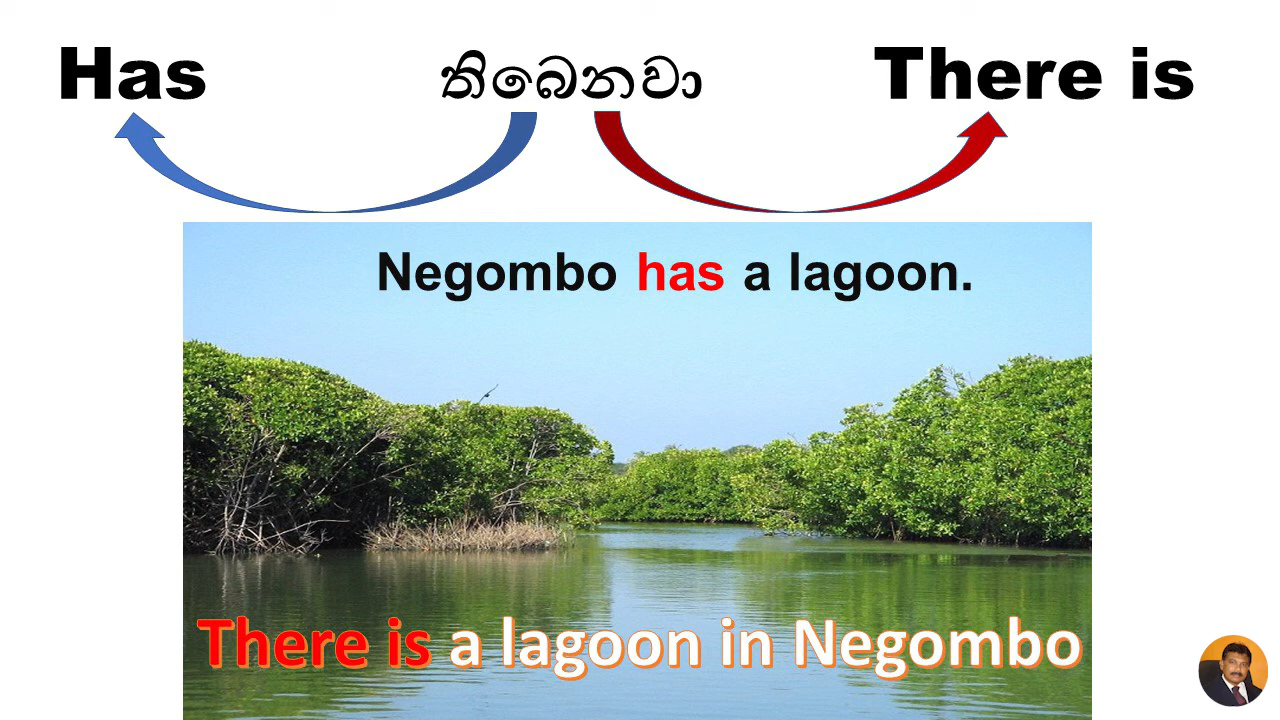 Has තිබෙනවා There is
Negombo has a lagoon.
There is a lagoon in Negombo